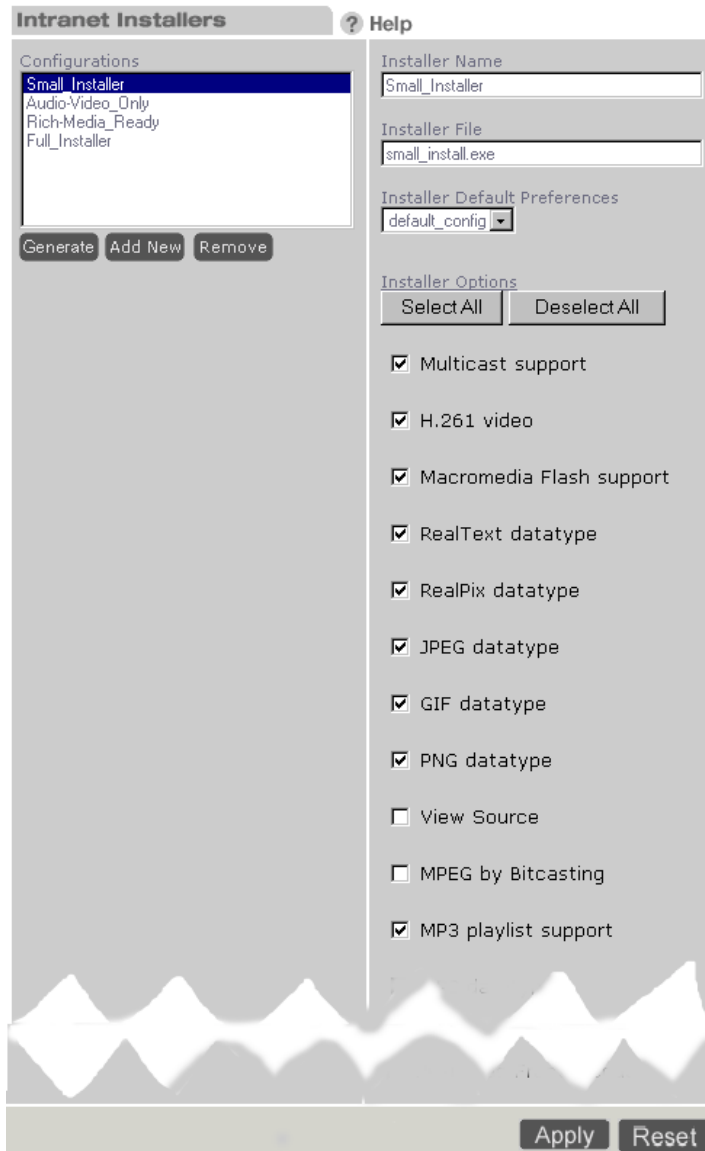 Intranet Installers
? Help
Configurations
Small_Installer
Audio-Video_Only
Rich-Media_Ready
Full_Installer
Generate Add New Remove
Installer Name
Small_Installer
Installer File
small_install.exe
Installer Default Preferences
default_config
Installer Options
Select All Deselect All
Multicast support
H.261 video
Macromedia Flash support
RealText datatype
RealPix datatype
JPEG datatype
GIF datatype
PNG datatype
View Source
MPEG by Bitcasting
MP3 playlist support
Apply Reset